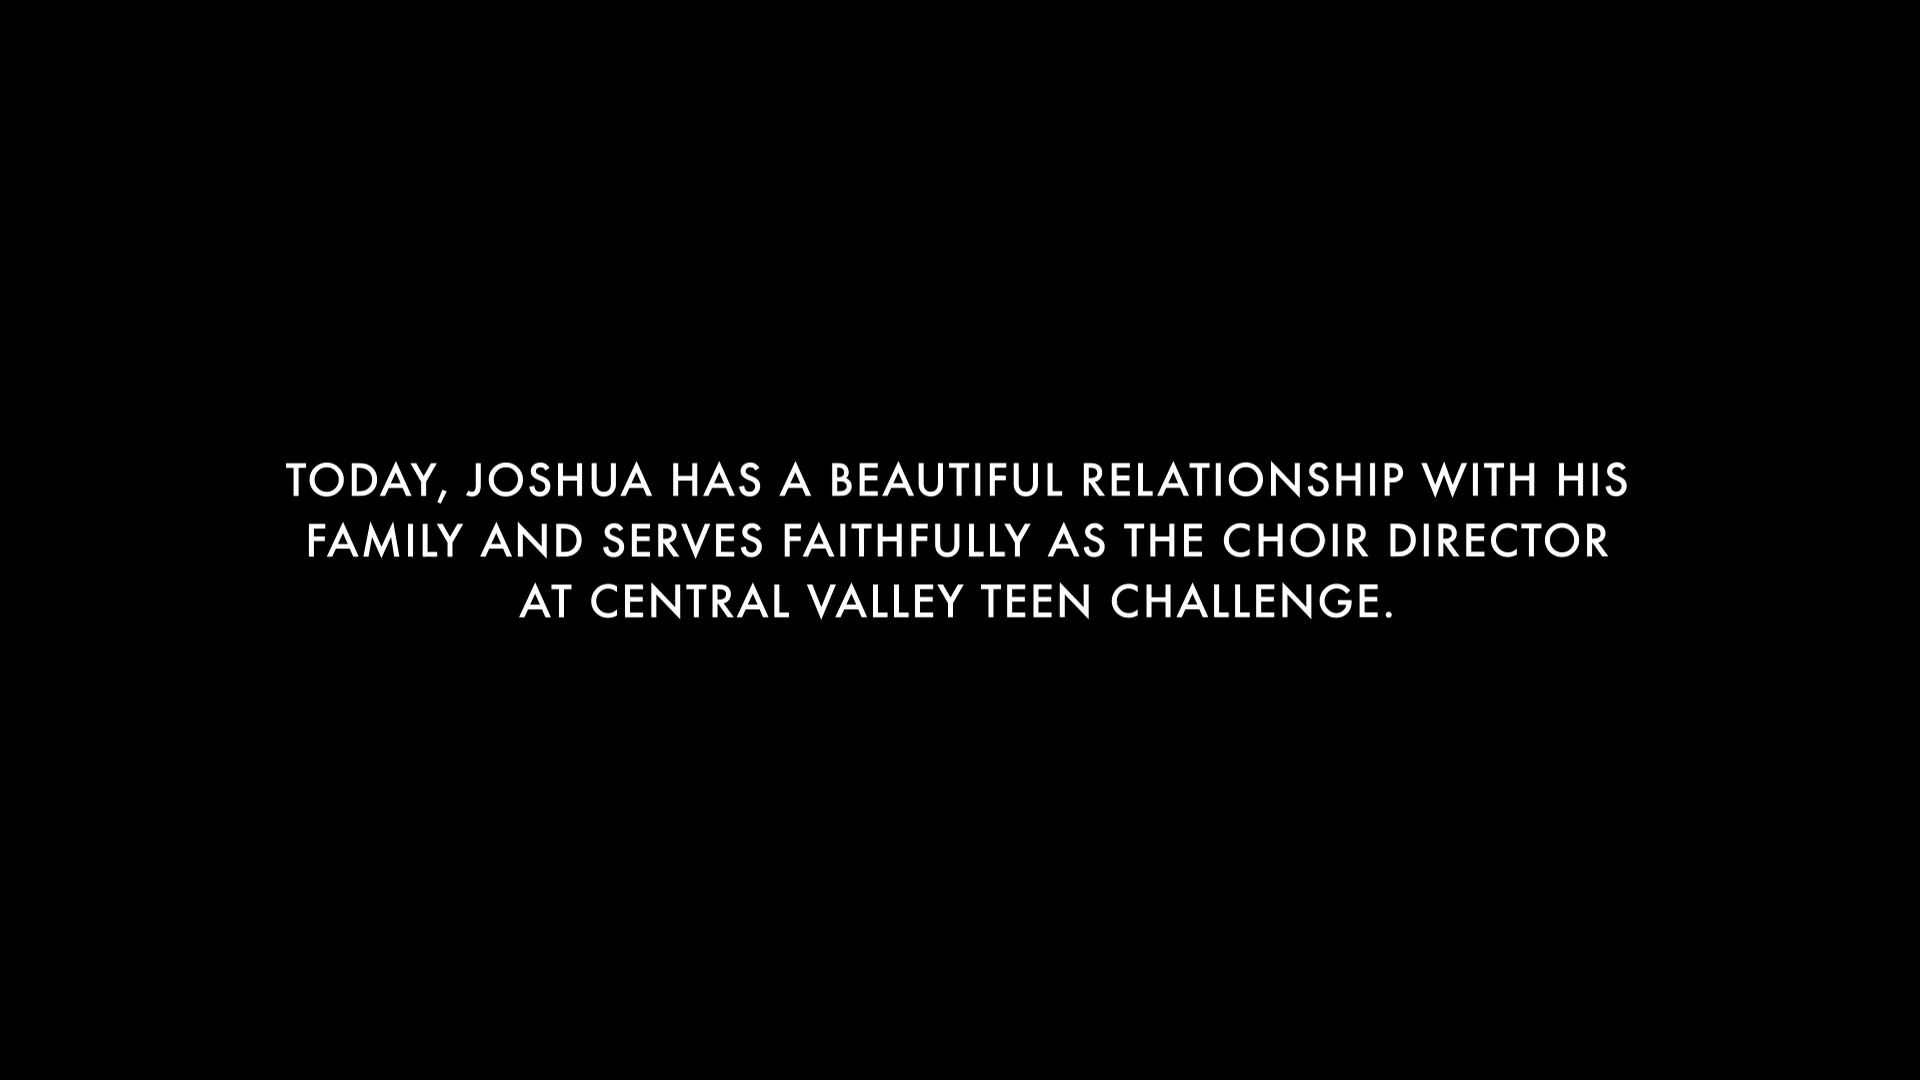 TODAY, JOSHUA HAS A BEAUTIFUL RELATIONSHIP WITH HIS
FAMILY AND SERVES FAITHFULLY AS THE CHOIR DIRECTOR
AT CENTRAL VALLEY TEEN CHALLENGE.